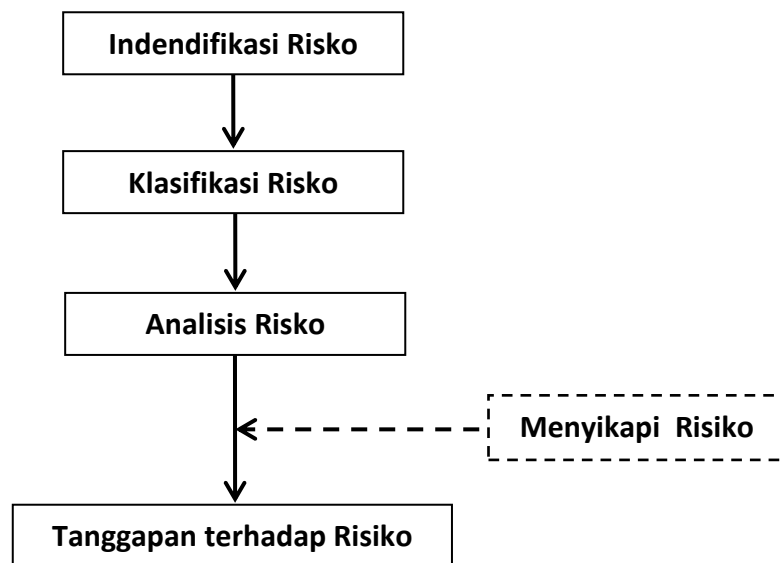 Indendifikasi Risko
Klasifikasi Risko
Analisis Risko
Menyikapi Risiko
Tanggapan terhadap Risiko